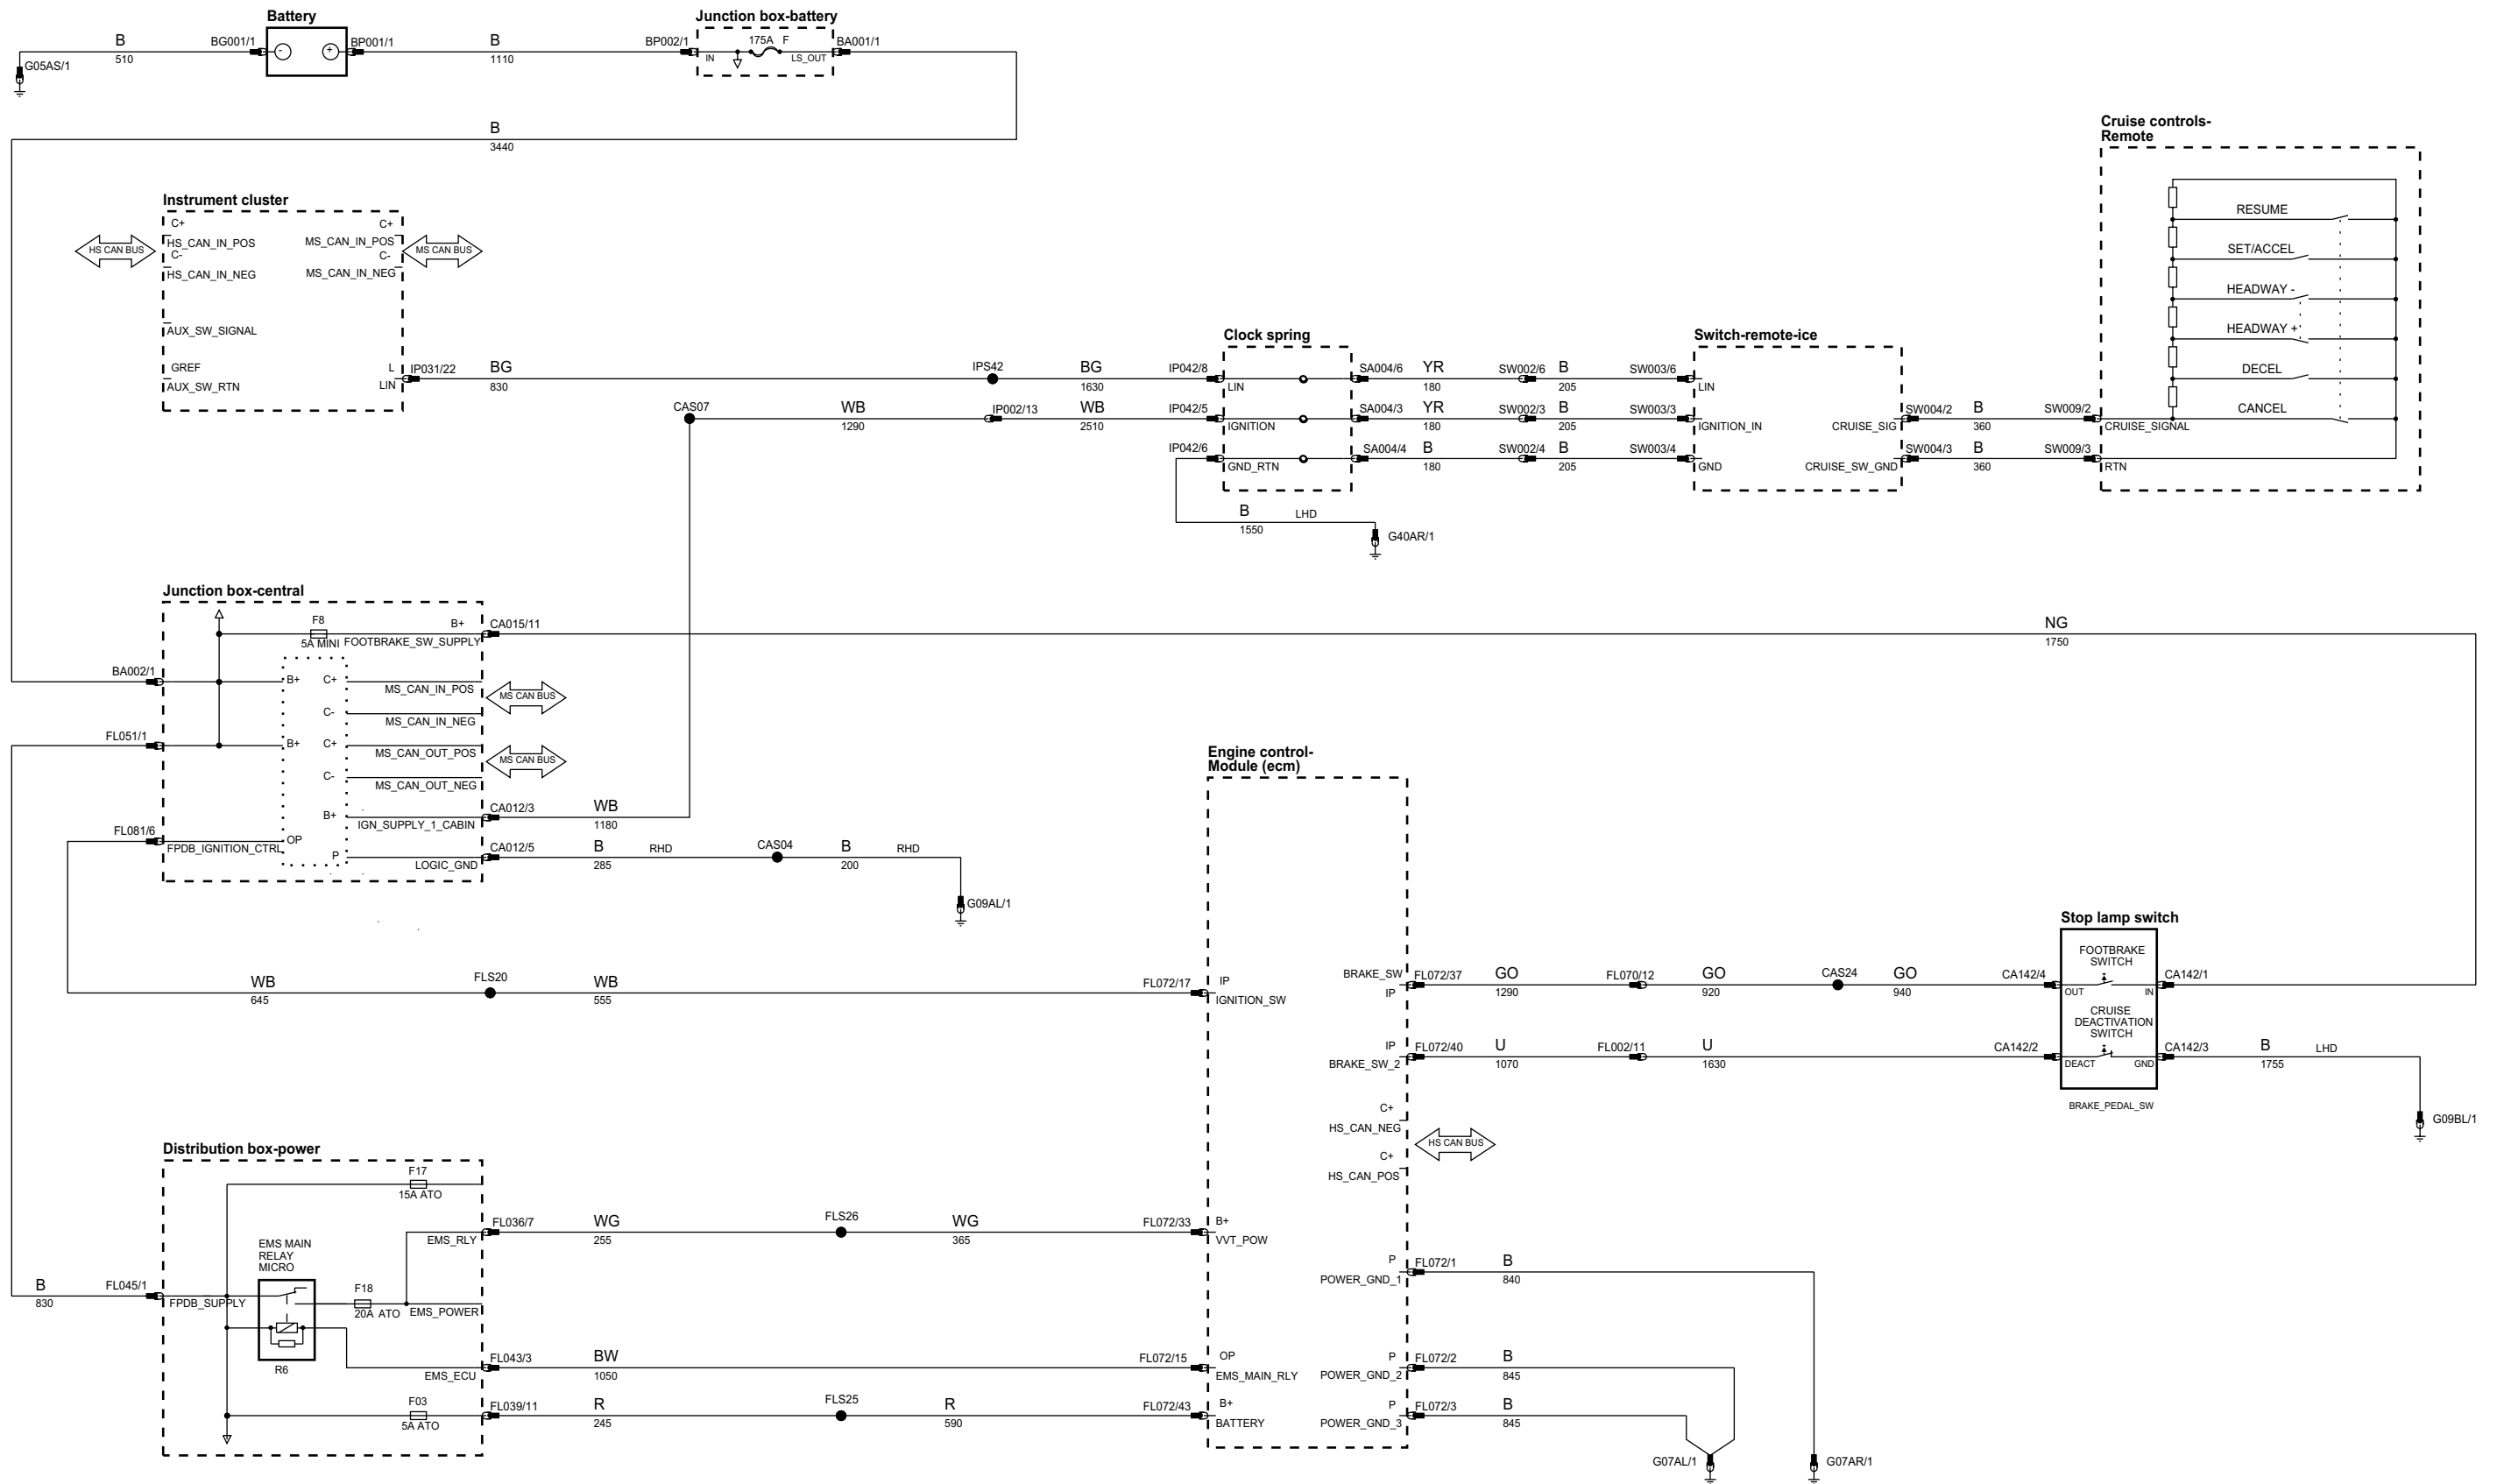 Battery
Junction box-battery
G05AS/1
B
510
BG001/1
-
+
BP001/1
B
1110
BP002/1
IN
175A F
LS_OUT
BA001/1
B
3440
Cruise controls-
Remote
RESUME
SET/ACCEL
HEADWAY -
HEADWAY +
DECEL
CANCEL
CRUISE_SIGNAL
RTN
Instrument cluster
HS CAN BUS
C+
HS_CAN_IN_POS
C-
HS_CAN_IN_NEG
C+
MS_CAN_IN_POS
C-
MS_CAN_IN_NEG
MS CAN BUS
AUX_SW_SIGNAL
GREF
AUX_SW_RTN
L
LIN
IP031/22
BG
830
IPS42
BG
1630
IP042/8
CAS07
WB
1290
IP002/13
WB
2510
IP042/5
IP042/6
Clock spring
LIN
IGNITION
GND_RTN
SA004/6
YR
180
SW002/6
B
205
SW003/6
SA004/3
YR
180
SW002/3
B
205
SW003/3
SA004/4
B
180
SW002/4
B
205
SW003/4
Switch-remote-ice
LIN
IGNITION_IN
GND
CRUISE_SIG
CRUISE_SW_GND
SW004/2
B
360
SW009/2
SW004/3
B
360
SW009/3
B
1550
LHD
G40AR/1
Junction box-central
F8
5A MINI
B+
FOOTBRAKE_SW_SUPPLY
CA015/11
NG
1750
BA002/1
B+
C+
MS_CAN_IN_POS
C-
MS_CAN_IN_NEG
MS CAN BUS
FL051/1
B+
C+
MS_CAN_OUT_POS
C-
MS_CAN_OUT_NEG
MS CAN BUS
B+
IGN_SUPPLY_1_CABIN
CA012/3
WB
1180
FL081/6
FPDB_IGNITION_CTRL
OP
P
LOGIC_GND
CA012/5
B
285
RHD
CAS04
B
200
RHD
G09AL/1
WB
645
FLS20
WB
555
FL072/17
Engine control-
Module (ecm)
IP
IGNITION_SW
BRAKE_SW
IP
FL072/37
GO
1290
FL070/12
GO
920
CAS24
GO
940
CA142/4
IP
BRAKE_SW_2
FL072/40
U
1070
FL002/11
U
1630
CA142/2
Stop lamp switch
FOOTBRAKE
SWITCH
OUT
IN
CRUISE
DEACTIVATION
SWITCH
DEACT
GND
BRAKE_PEDAL_SW
CA142/1
CA142/3
B
1755
LHD
G09BL/1
C+
HS_CAN_NEG
C+
HS_CAN_POS
HS CAN BUS
Distribution box-power
F17
15A ATO
EMS_RLY
FL036/7
WG
255
FLS26
WG
365
FL072/33
B+
VVT_POW
B
830
FL045/1
FPDB_SUPPLY
EMS MAIN
RELAY
MICRO
R6
F18
20A ATO
EMS_POWER
EMS_ECU
FL043/3
BW
1050
FL072/15
OP
EMS_MAIN_RLY
F03
5A ATO
FL039/11
R
245
FLS25
R
590
FL072/43
B+
BATTERY
P
POWER_GND_1
FL072/1
B
840
P
POWER_GND_2
FL072/2
B
845
P
POWER_GND_3
FL072/3
B
845
G07AL/1
G07AR/1